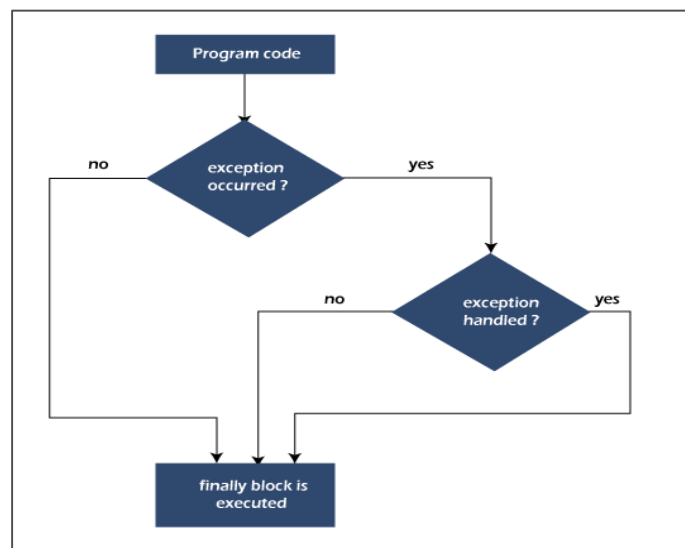 Program code
no
exception
occurred ?
yes
no
exception
handled ?
yes
finally block is
executed